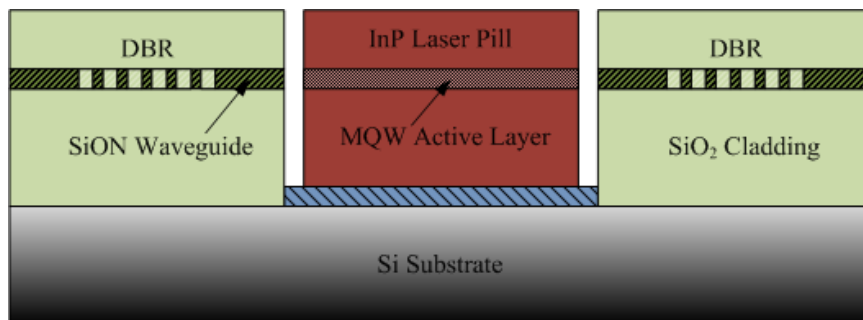 DBR
InP Laser Pill
DBR
SiON Waveguide
MQW Active Layer
SiO₂ Cladding
Si Substrate